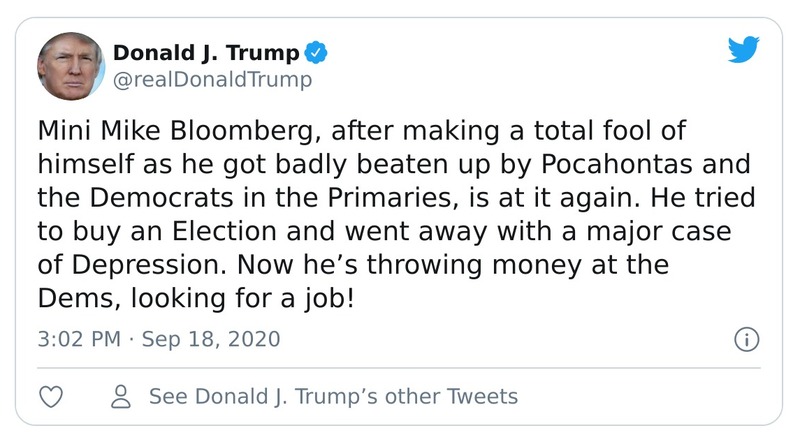 Donald J. Trump
@realDonaldTrump
Mini Mike Bloomberg, after making a total fool of
himself as he got badly beaten up by Pocahontas and
the Democrats in the Primaries, is at it again. He tried
to buy an Election and went away with a major case
of Depression. Now he’s throwing money at the
Dems, looking for a job!
3:02 PM · Sep 18, 2020
See Donald J. Trump’s other Tweets